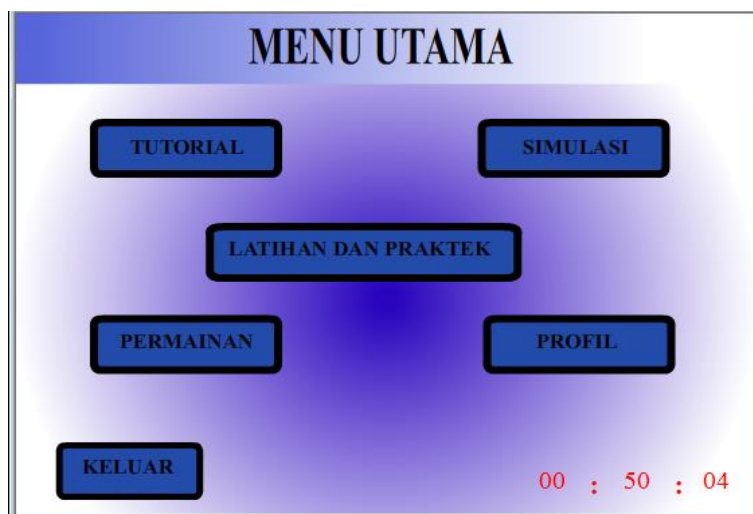 MENU UTAMA
TUTORIAL
SIMULASI
LATIHAN DAN PRAKTEK
PERMAINAN
PROFIL
KELUAR
00 : 50 : 04